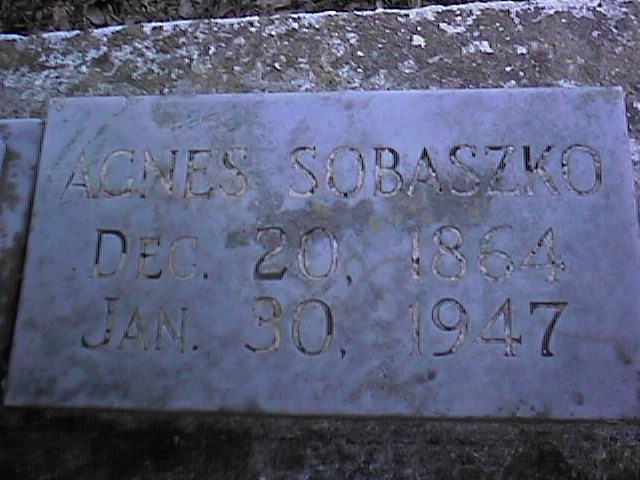 AGNES SOBASZKO
DEC. 20, 1864
JAN. 30, 1947